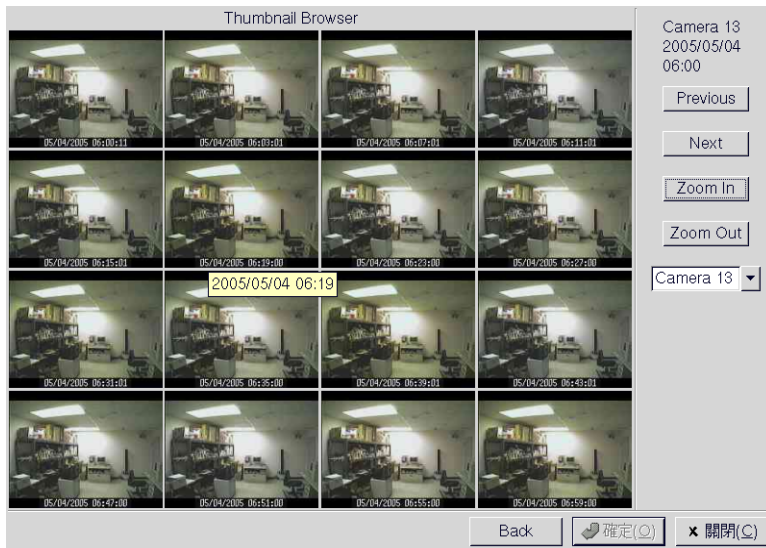 Thumbnail Browser
05/04/2005 06:00:11
05/04/2005 06:03:01
05/04/2005 06:07:01
05/04/2005 06:11:01
05/04/2005 06:15:01
05/04/2005 06:19:00
05/04/2005 06:23:00
05/04/2005 06:27:00
2005/05/04 06:19
05/04/2005 06:31:01
05/04/2005 06:35:00
05/04/2005 06:39:01
05/04/2005 06:43:01
05/04/2005 06:47:00
05/04/2005 06:51:00
05/04/2005 06:55:00
05/04/2005 06:59:00
Camera 13
2005/05/04
06:00
Previous
Next
Zoom In
Zoom Out
Camera 13
Back
確定(O)
x 關閉(C)